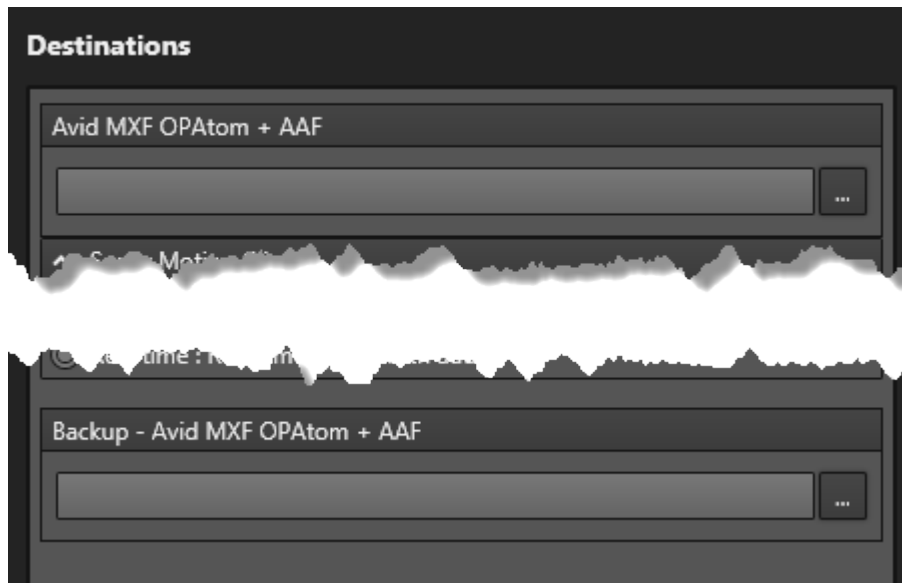 Destinations
Avid MXF OPAtom + AAF
...
Backup - Avid MXF OPAtom + AAF
...